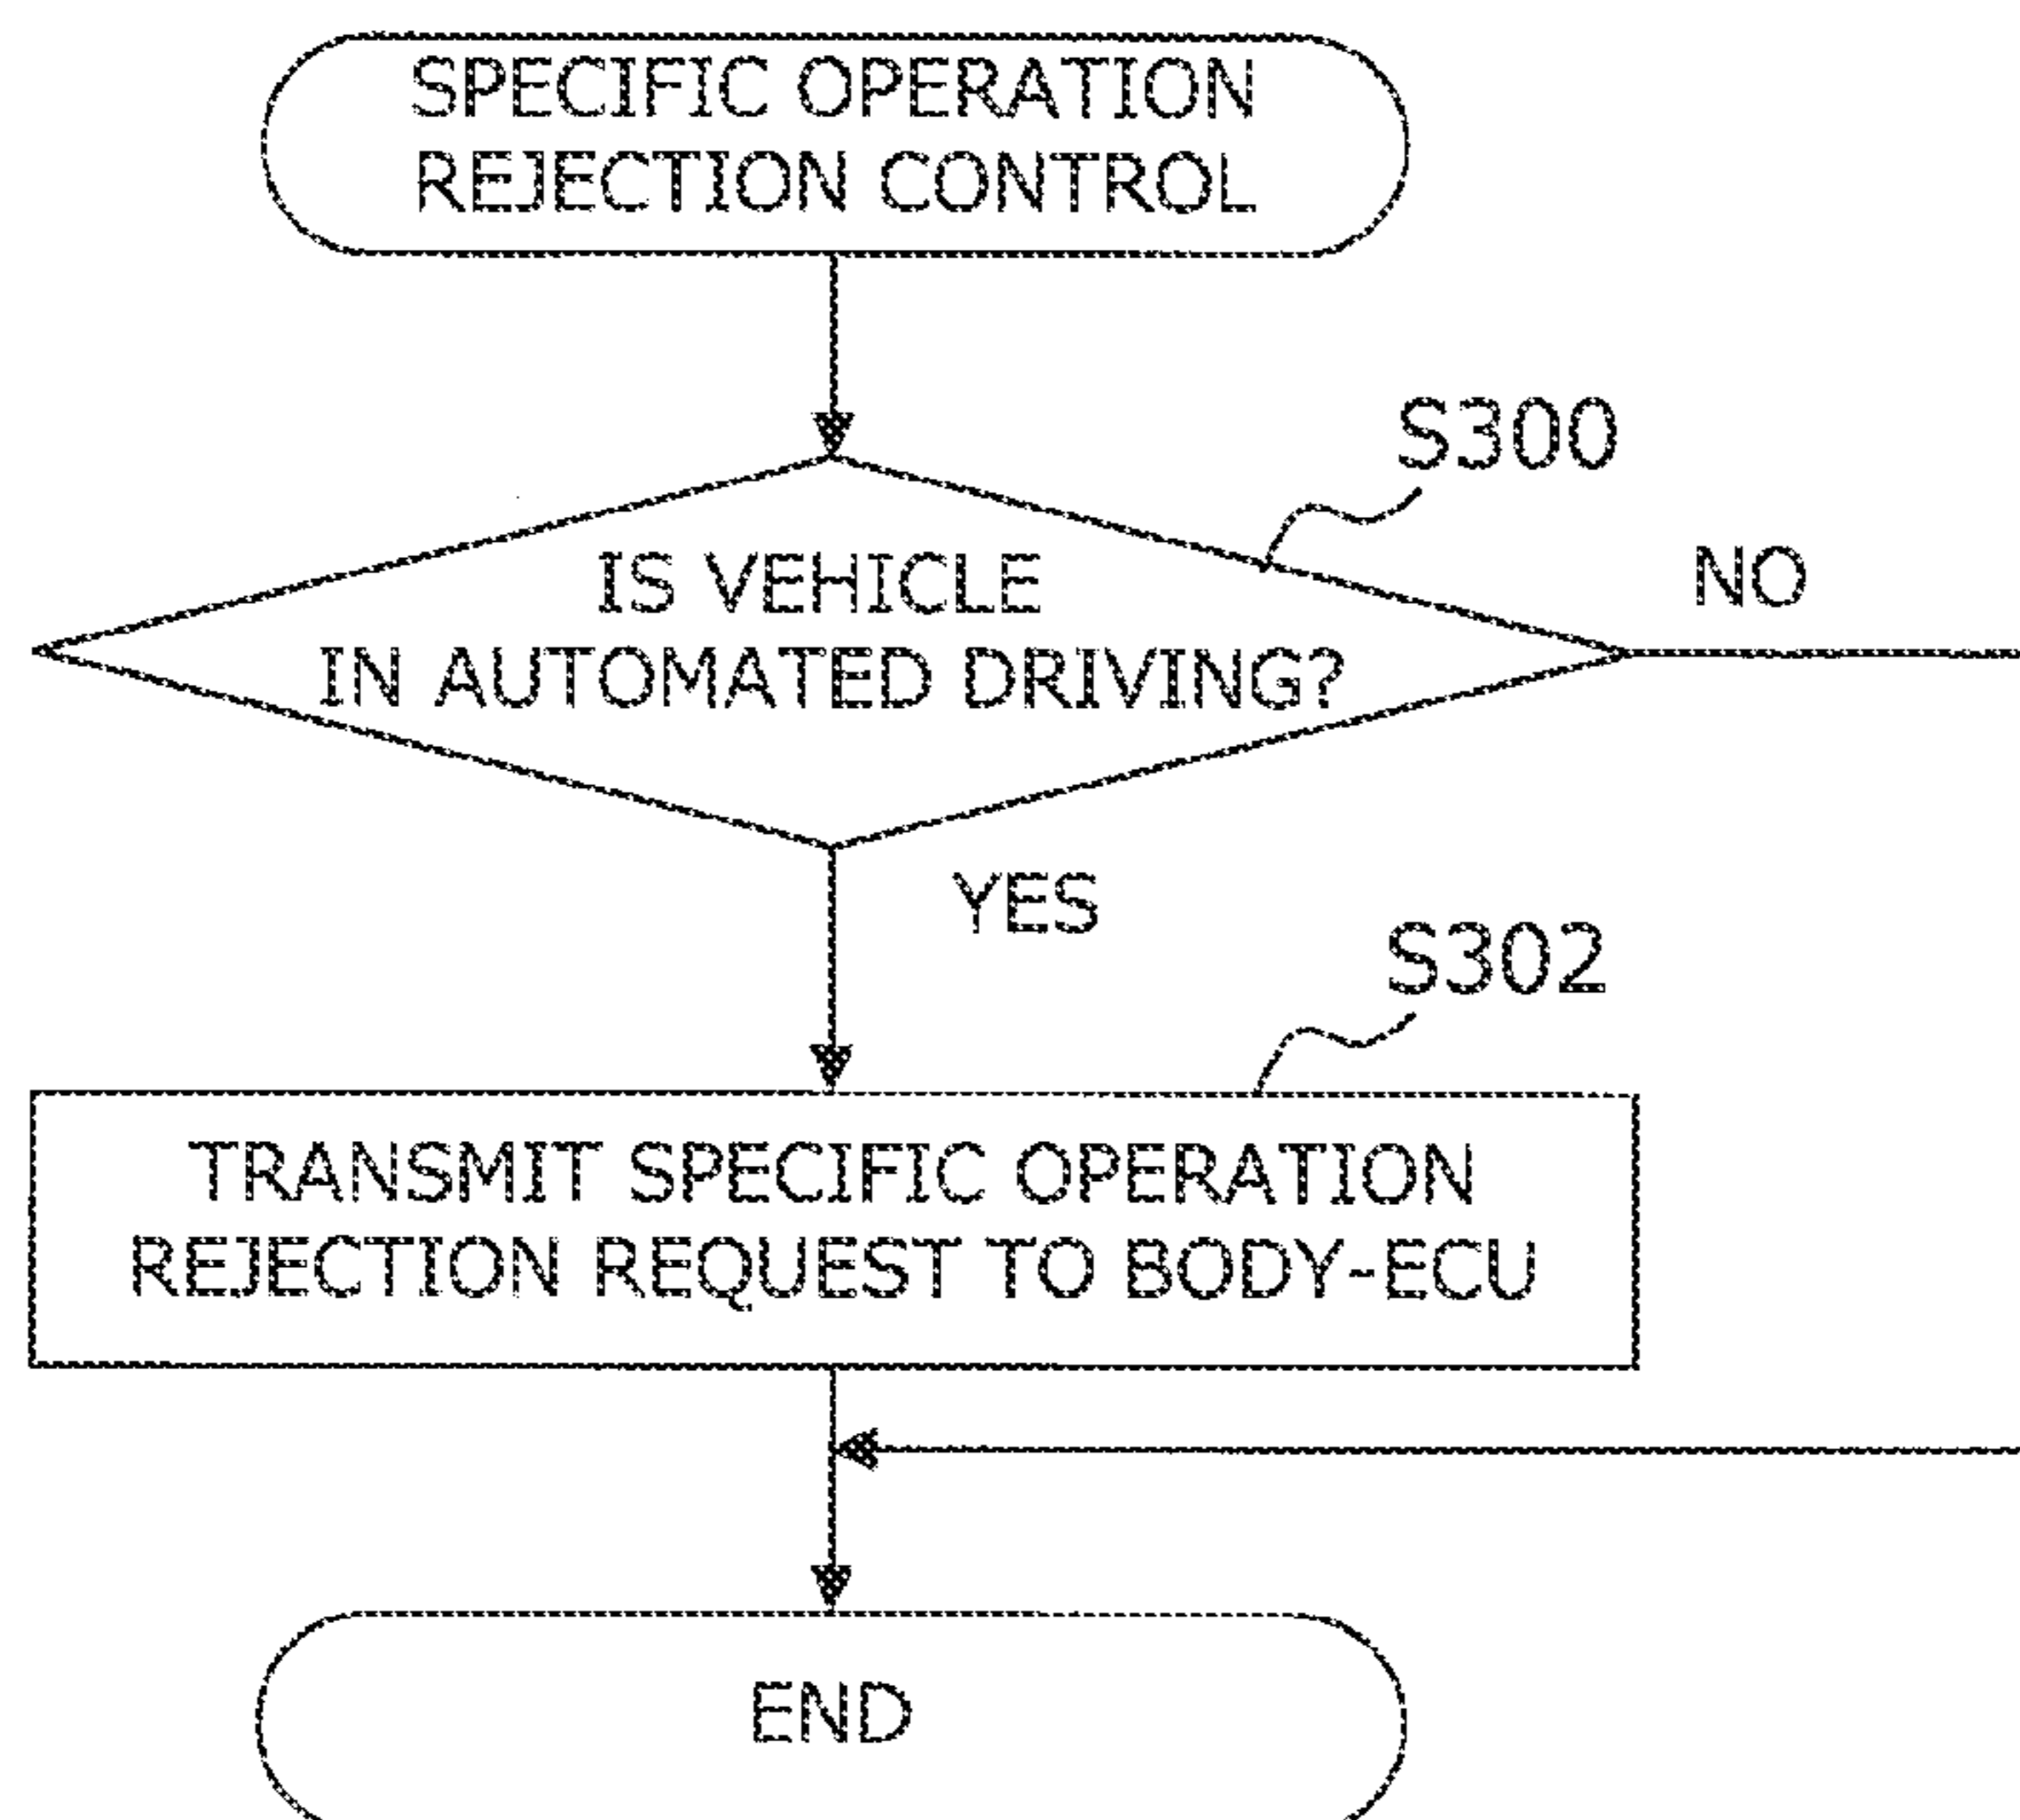 SPECIFIC OPERATION
REJECTION CONTROL
S300
IS VEHICLE
IN AUTOMATED DRIVING?
NO
YES
S302
TRANSMIT SPECIFIC OPERATION
REJECTION REQUEST TO BODY-ECU
END